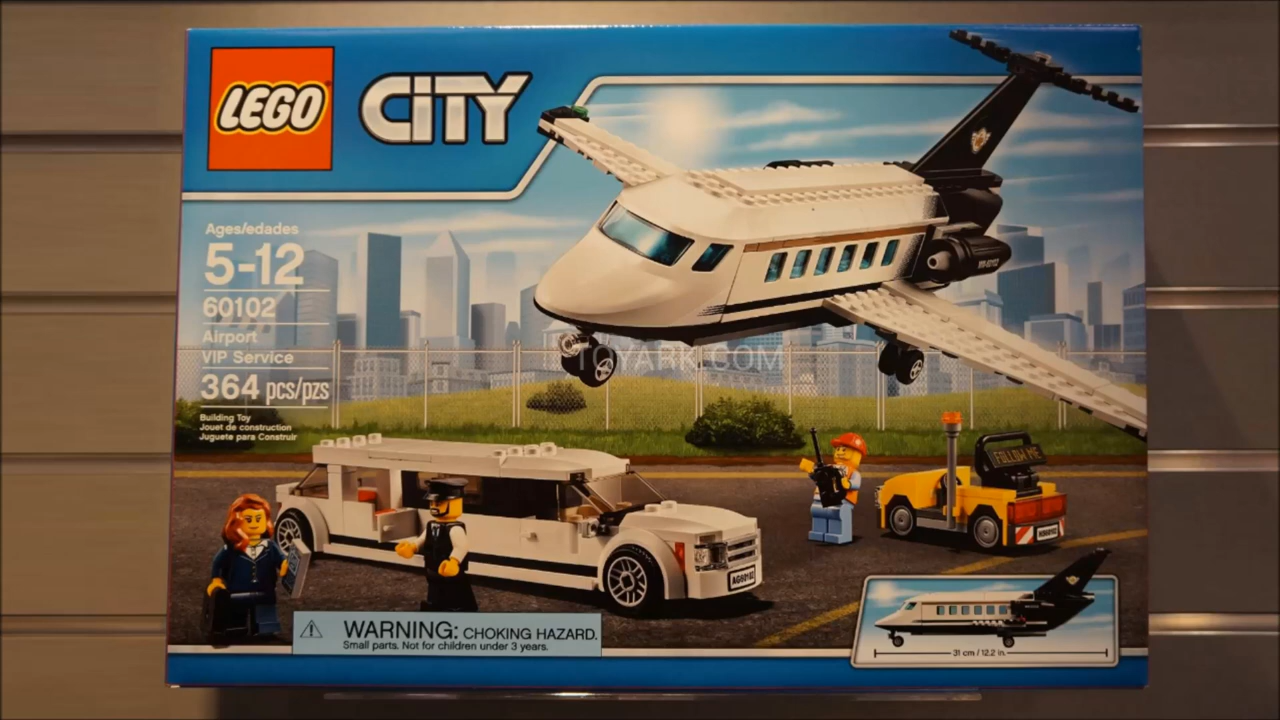 LEGO
CITY
Ages/edades
5-12
60102
Airport
VIP Service
364 pcs/pzs
Building Toy
Jouet de construction
Juguete para Construir
TOYARK.COM
FOLLOW ME
AG60102
WARNING: CHOKING HAZARD.
Small parts. Not for children under 3 years.
31 cm / 12.2 in.